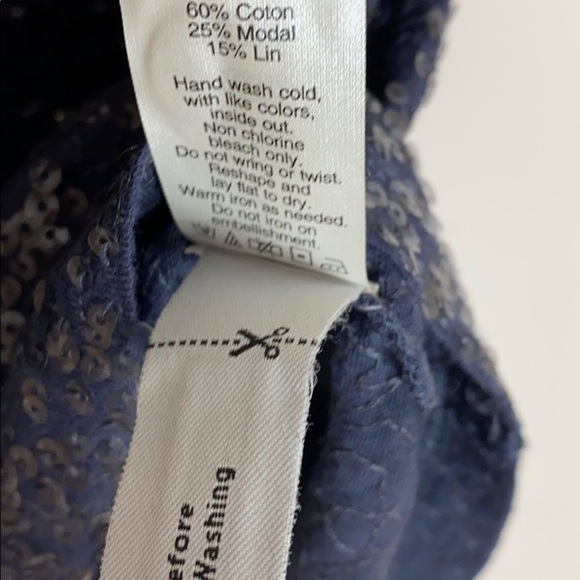 60% Coton
25% Modal
15% Lin
Hand wash cold,
with like colors,
inside out.
Non chlorine
bleach only.
Do not wring or twist.
Reshape and
lay flat to dry.
Warm iron as needed.
Do not iron on
embellishment.
efore
Washing